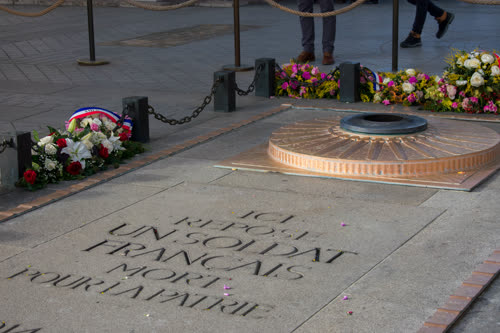 ICI
REPOSE
UN SOLDAT
FRANÇAIS
MORT
POUR LA PATRIE